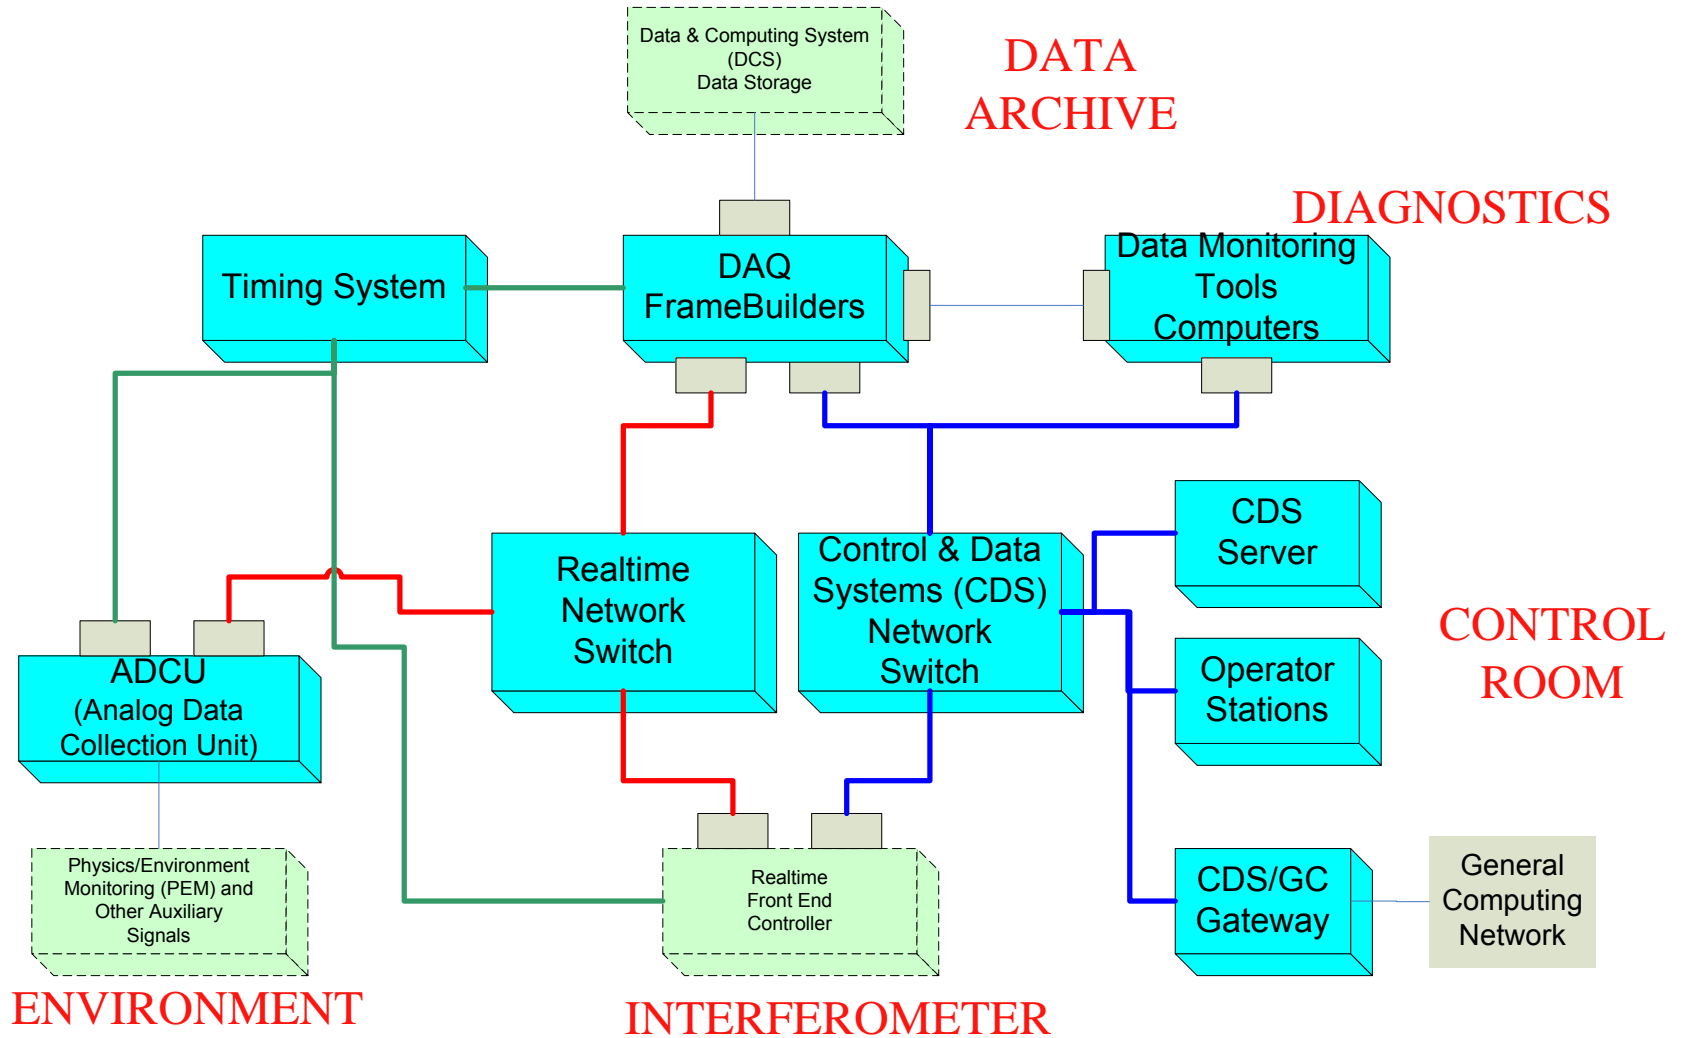 Data & Computing System
(DCS)
Data Storage
DATA
ARCHIVE
DIAGNOSTICS
Timing System
DAQ
FrameBuilders
Data Monitoring
Tools
Computers
CDS
Server
Realtime
Network
Switch
Control & Data
Systems (CDS)
Network
Switch
CONTROL
ROOM
ADCU
(Analog Data
Collection Unit)
Operator
Stations
Physics/Environment
Monitoring (PEM) and
Other Auxiliary
Signals
Realtime
Front End
Controller
CDS/GC
Gateway
General
Computing
Network
ENVIRONMENT
INTERFEROMETER